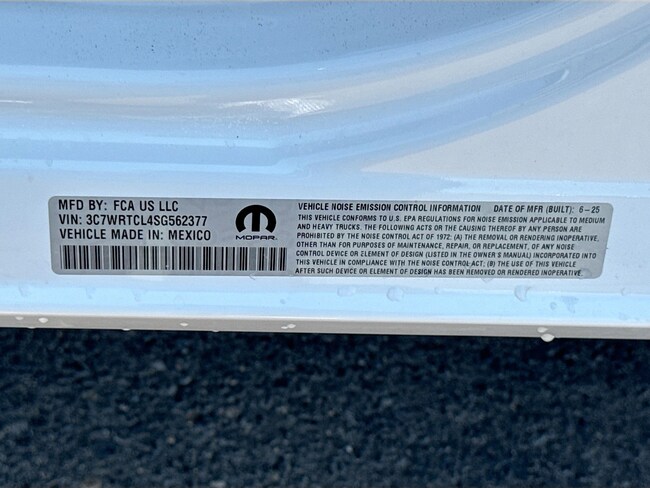 MFD BY: FCA US LLC
VIN: 3C7WRTCL4SG562377
VEHICLE MADE IN: MEXICO
MOPAR
VEHICLE NOISE EMISSION CONTROL INFORMATION DATE OF MFR (BUILT): 6-25
THIS VEHICLE CONFORMS TO U.S. EPA REGULATIONS FOR NOISE EMISSION APPLICABLE TO MEDIUM
AND HEAVY TRUCKS. THE FOLLOWING ACTS OR THE CAUSING THEREOF BY ANY PERSON ARE
PROHIBITED BY THE NOISE CONTROL ACT OF 1972: (A) THE REMOVAL OR RENDERING INOPERATIVE,
OTHER THAN FOR PURPOSES OF MAINTENANCE, REPAIR, OR REPLACEMENT, OF ANY NOISE
CONTROL DEVICE OR ELEMENT OF DESIGN (LISTED IN THE OWNER'S MANUAL) INCORPORATED INTO
THIS VEHICLE IN COMPLIANCE WITH THE NOISE CONTROL ACT; (B) THE USE OF THIS VEHICLE
AFTER SUCH DEVICE OR ELEMENT OF DESIGN HAS BEEN REMOVED OR RENDERED INOPERATIVE.